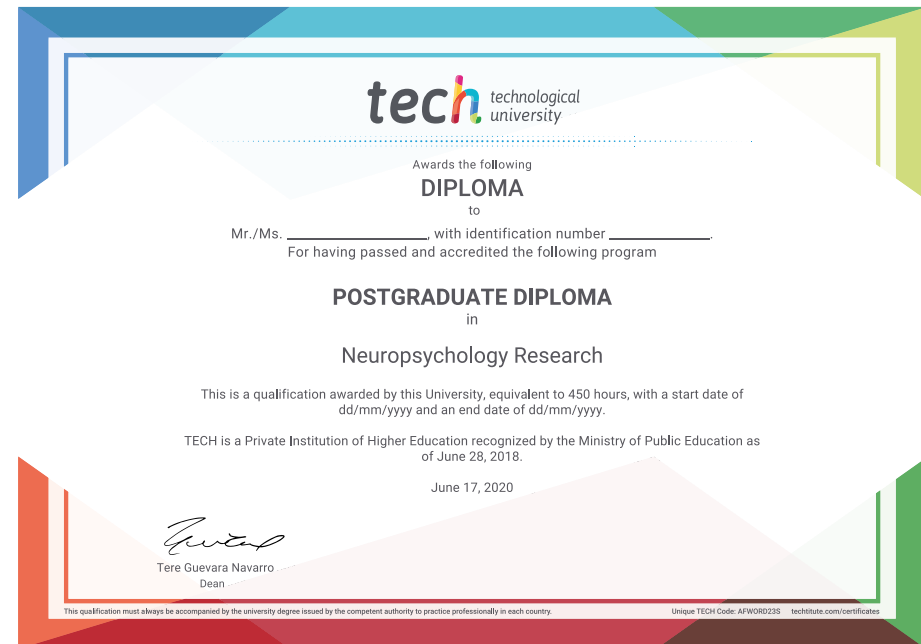 tech technological
university
Awards the following
DIPLOMA
to
Mr./Ms. ____________________, with identification number ______________.
For having passed and accredited the following program
POSTGRADUATE DIPLOMA
in
Neuropsychology Research
This is a qualification awarded by this University, equivalent to 450 hours, with a start date of
dd/mm/yyyy and an end date of dd/mm/yyyy.
TECH is a Private Institution of Higher Education recognized by the Ministry of Public Education as
of June 28, 2018.
June 17, 2020
Tere Guevara Navarro
Dean
This qualification must always be accompanied by the university degree issued by the competent authority to practice professionally in each country. Unique TECH Code: AFWORD23S techtitute.com/certificates